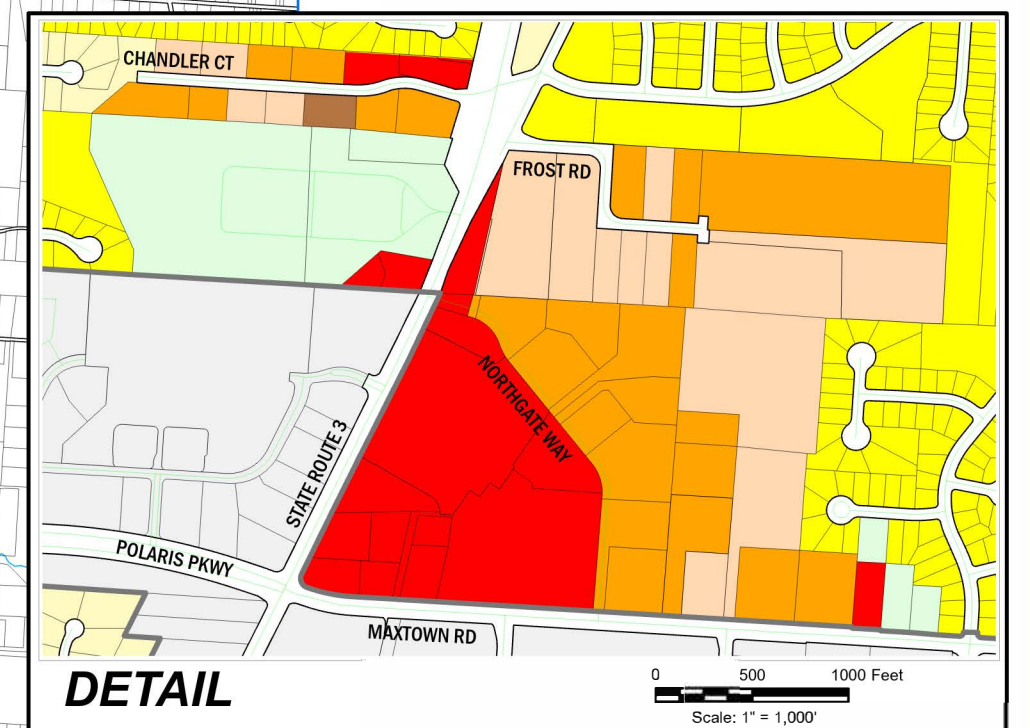 CHANDLER CT
FROST RD
NORTHGATE WAY
STATE ROUTE 3
POLARIS PKWY
MAXTOWN RD
DETAIL
0 500 1000 Feet
Scale: 1" = 1,000'